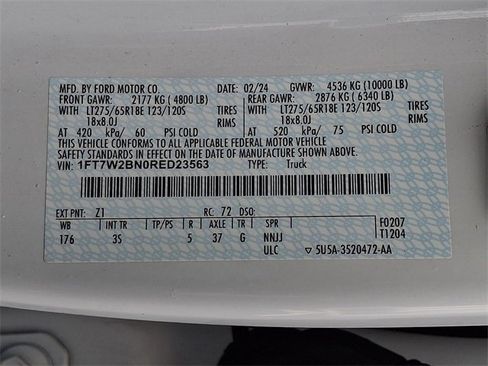 MFD. BY FORD MOTOR CO. 02/24 GVWR: 4536 KG (10000 LB)
FRONT GAWR: 2177 KG (4800 LB) REAR GAWR: 2876 KG (6340 LB)
WITH LT275/65R18E 123/120S TIRES WITH LT275/65R18E 123/120S TIRES
18x8.0J RIMS 18x8.0J RIMS
AT 420 kPa/ 60 PSI COLD AT 520 kPa/ 75 PSI COLD
THIS VEHICLE CONFORMS TO ALL APPLICABLE FEDERAL MOTOR VEHICLE
SAFETY STANDARDS IN EFFECT ON THE DATE OF MANUFACTURE SHOWN ABOVE.
VIN: 1FT7W2BN0RED23563 TYPE: Truck
EXT PNT: Z1 RC: 72 DSO:
WB INT TR TP/PS R AXLE TR SPR F0207
176 3S 5 37 G NNJJ T1204
ULC 5U5A-3520472-AA